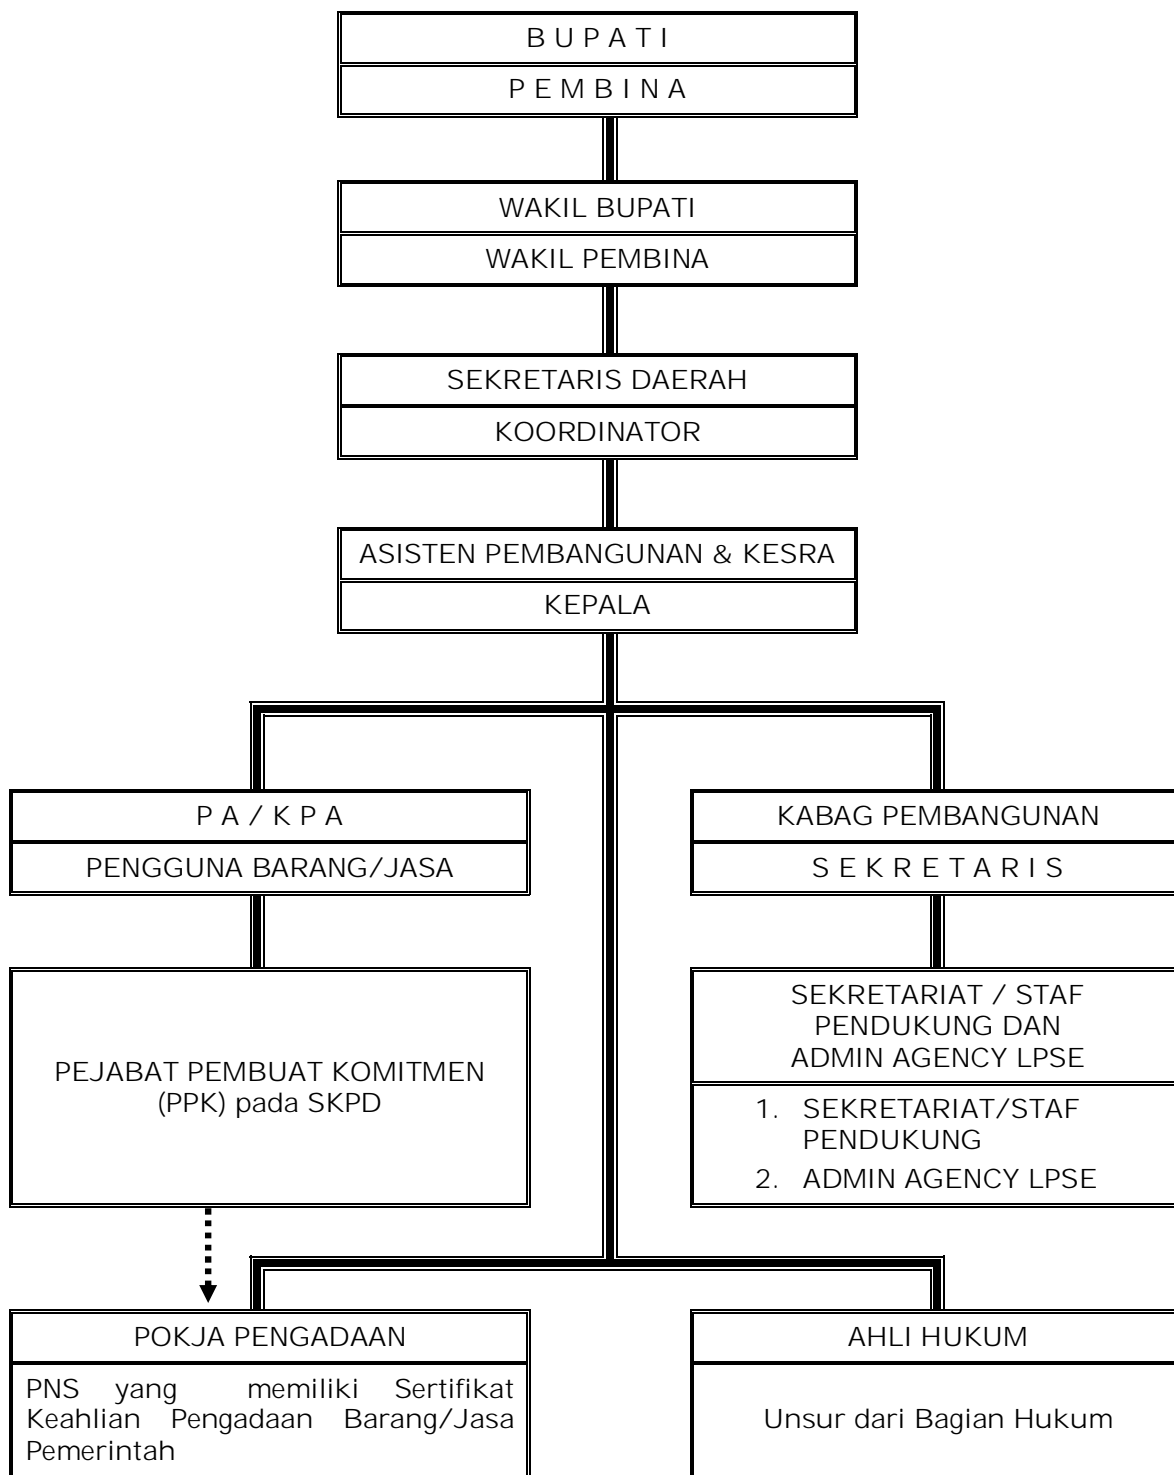 B U P A T I
P E M B I N A
WAKIL BUPATI
WAKIL PEMBINA
SEKRETARIS DAERAH
KOORDINATOR
ASISTEN PEMBANGUNAN & KESRA
KEPALA
P A / K P A
PENGGUNA BARANG/JASA
KABAG PEMBANGUNAN
S E K R E T A R I S
PEJABAT PEMBUAT KOMITMEN
(PPK) pada SKPD
SEKRETARIAT / STAF
PENDUKUNG DAN
ADMIN AGENCY LPSE
1. SEKRETARIAT/STAF
PENDUKUNG
2. ADMIN AGENCY LPSE
POKJA PENGADAAN
PNS yang memiliki Sertifikat
Keahlian Pengadaan Barang/Jasa
Pemerintah
AHLI HUKUM
Unsur dari Bagian Hukum